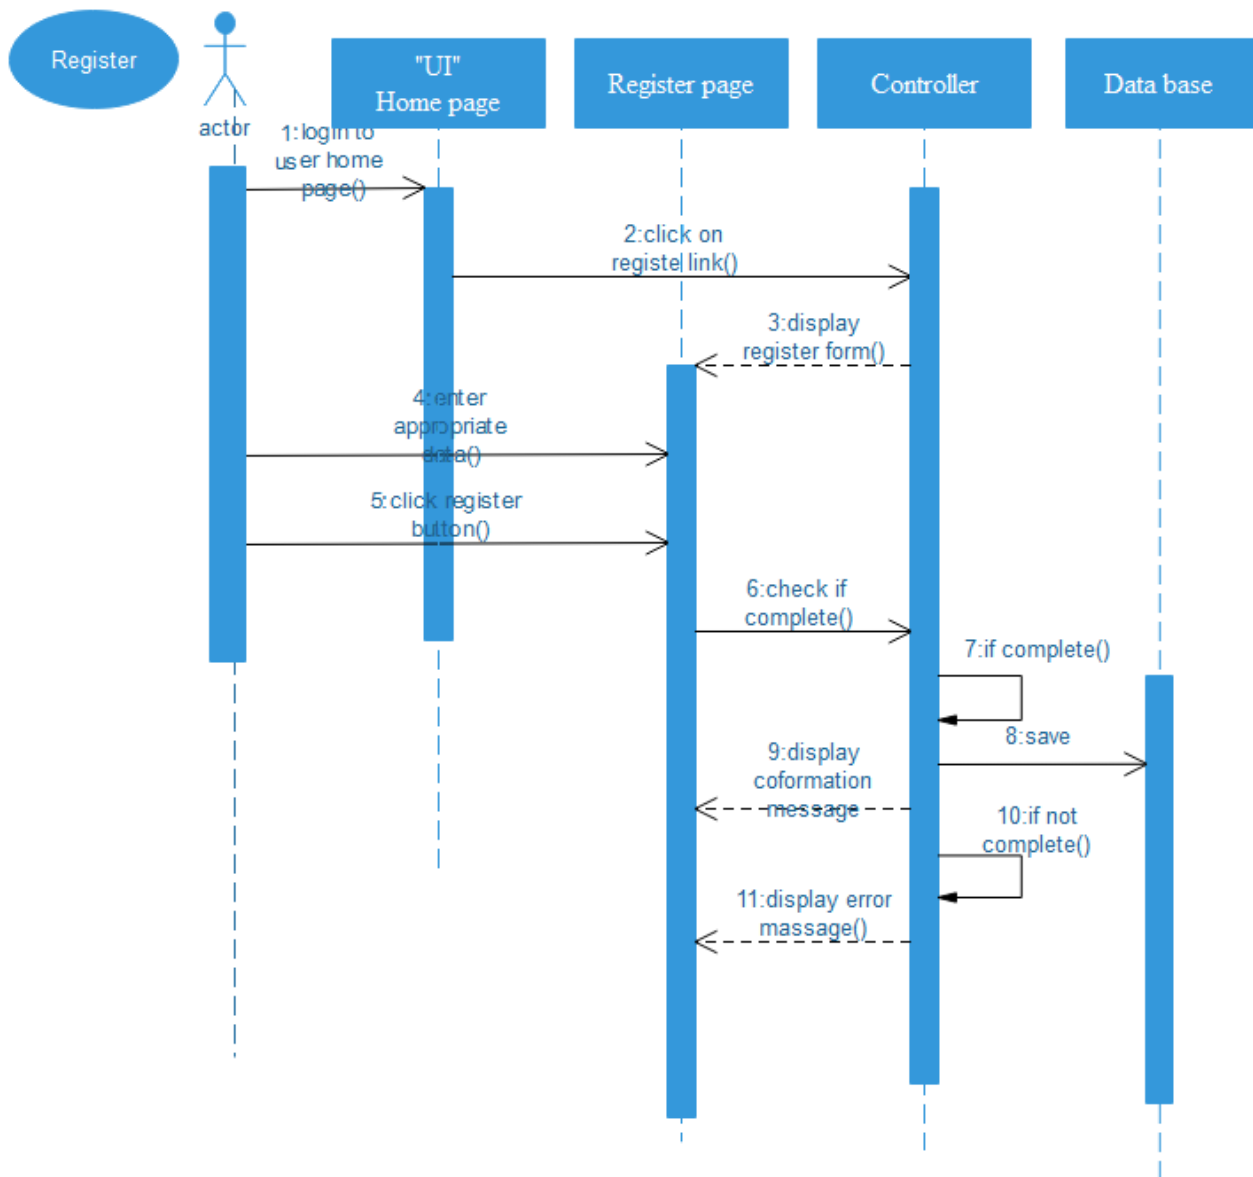 Register
actor
"UI"
Home page
Register page
Controller
Data base
1:login to
user home
page()
2:click on
registe link()
3:display
register form()
4:enter
appropriate
data()
5:click register
button()
6:check if
complete()
7:if complete()
8:save
9:display
coformation
message
10:if not
complete()
11:display error
massage()